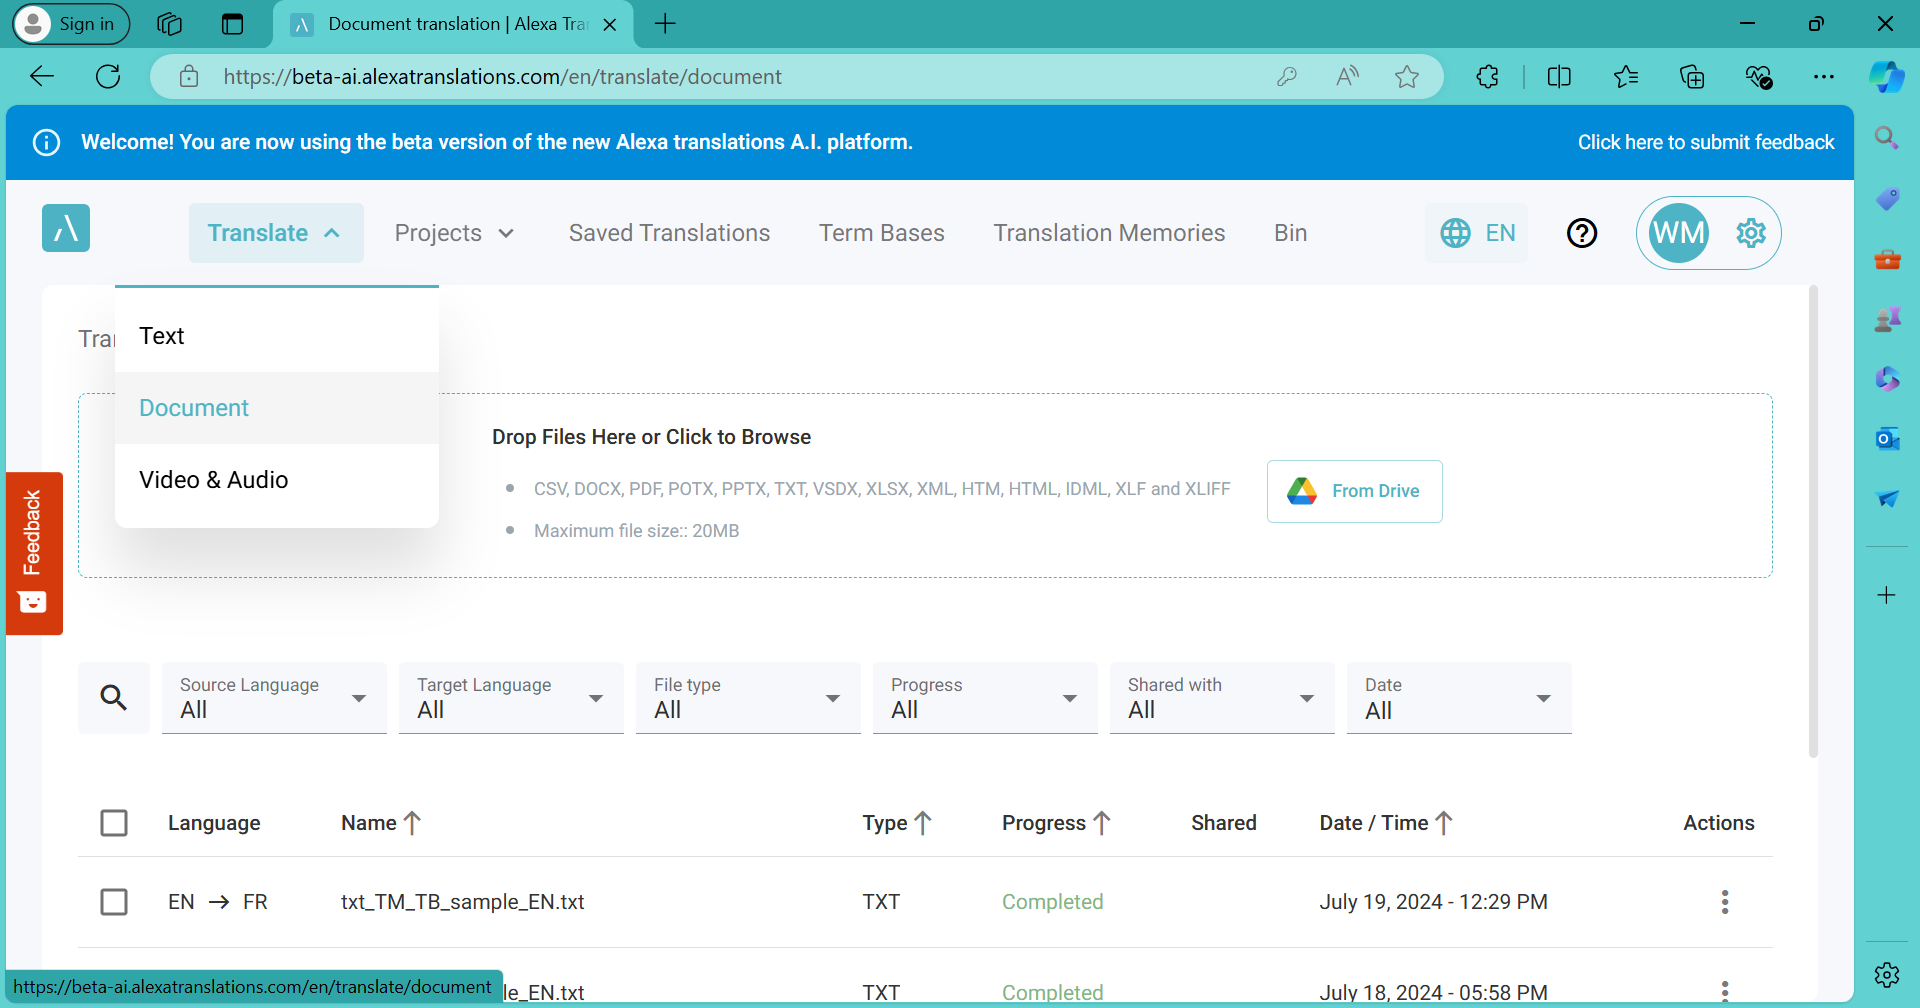 Sign in
Document translation | Alexa Tra
https://beta-ai.alexatranslations.com/en/translate/document
Welcome! You are now using the beta version of the new Alexa translations A.I. platform.
Click here to submit feedback
Translate
Projects
Saved Translations
Term Bases
Translation Memories
Bin
EN
WM
Tra
Text
Document
Video & Audio
Drop Files Here or Click to Browse
CSV, DOCX, PDF, POTX, PPTX, TXT, VSDX, XLSX, XML, HTM, HTML, IDML, XLF and XLIFF
Maximum file size:: 20MB
From Drive
Feedback
Source Language
All
Target Language
All
File type
All
Progress
All
Shared with
All
Date
All
Language Name Type Progress Shared Date / Time Actions
EN → FR txt_TM_TB_sample_EN.txt TXT Completed July 19, 2024 - 12:29 PM
le_EN.txt TXT Completed July 18, 2024 - 05:58 PM
https://beta-ai.alexatranslations.com/en/translate/document